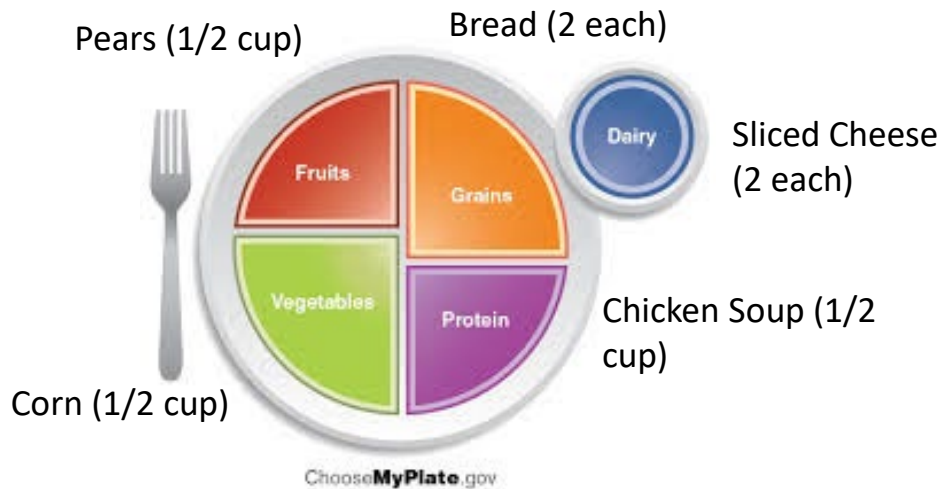 Pears (1/2 cup)
Bread (2 each)
Fruits
Grains
Dairy
Sliced Cheese
(2 each)
Vegetables
Protein
Chicken Soup (1/2
cup)
Corn (1/2 cup)
ChooseMyPlate.gov